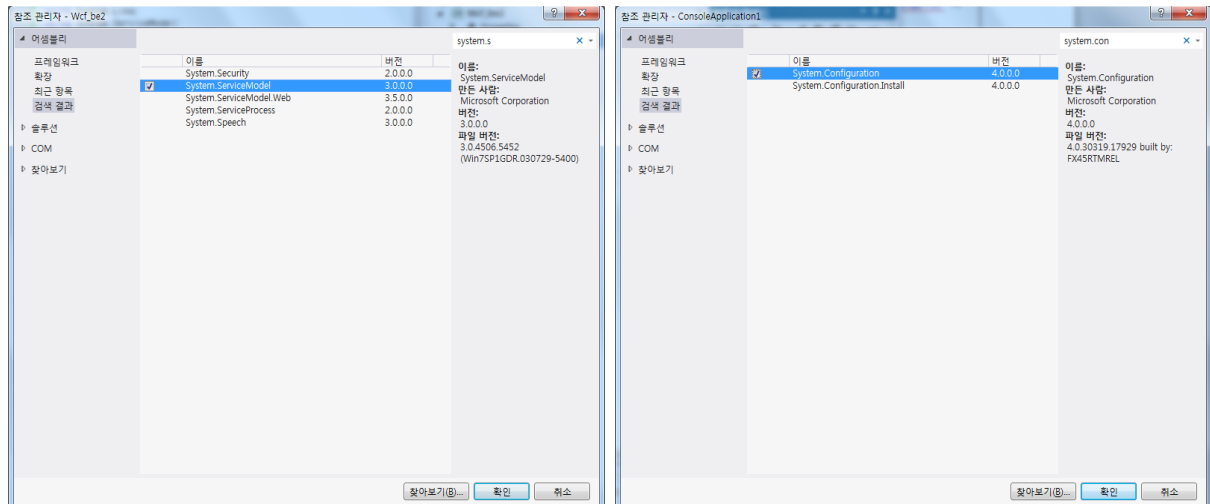 참조 관리자 - Wcf_be2
어셈블리
프레임워크
확장
최근 항목
검색 결과
솔루션
COM
찾아보기
이름 버전
System.Security 2.0.0.0
System.ServiceModel 3.0.0.0
System.ServiceModel.Web 3.5.0.0
System.ServiceProcess 2.0.0.0
System.Speech 3.0.0.0
system.s
이름:
System.ServiceModel
만든 사람:
Microsoft Corporation
버전:
3.0.0.0
파일 버전:
3.0.4506.5452
(Win7SP1GDR.030729-5400)
찾아보기(B)... 확인 취소
참조 관리자 - ConsoleApplication1
어셈블리
프레임워크
확장
최근 항목
검색 결과
솔루션
COM
찾아보기
이름 버전
System.Configuration 4.0.0.0
System.Configuration.Install 4.0.0.0
system.con
이름:
System.Configuration
만든 사람:
Microsoft Corporation
버전:
4.0.0.0
파일 버전:
4.0.30319.17929 built by:
FX45RTMREL
찾아보기(B)... 확인 취소